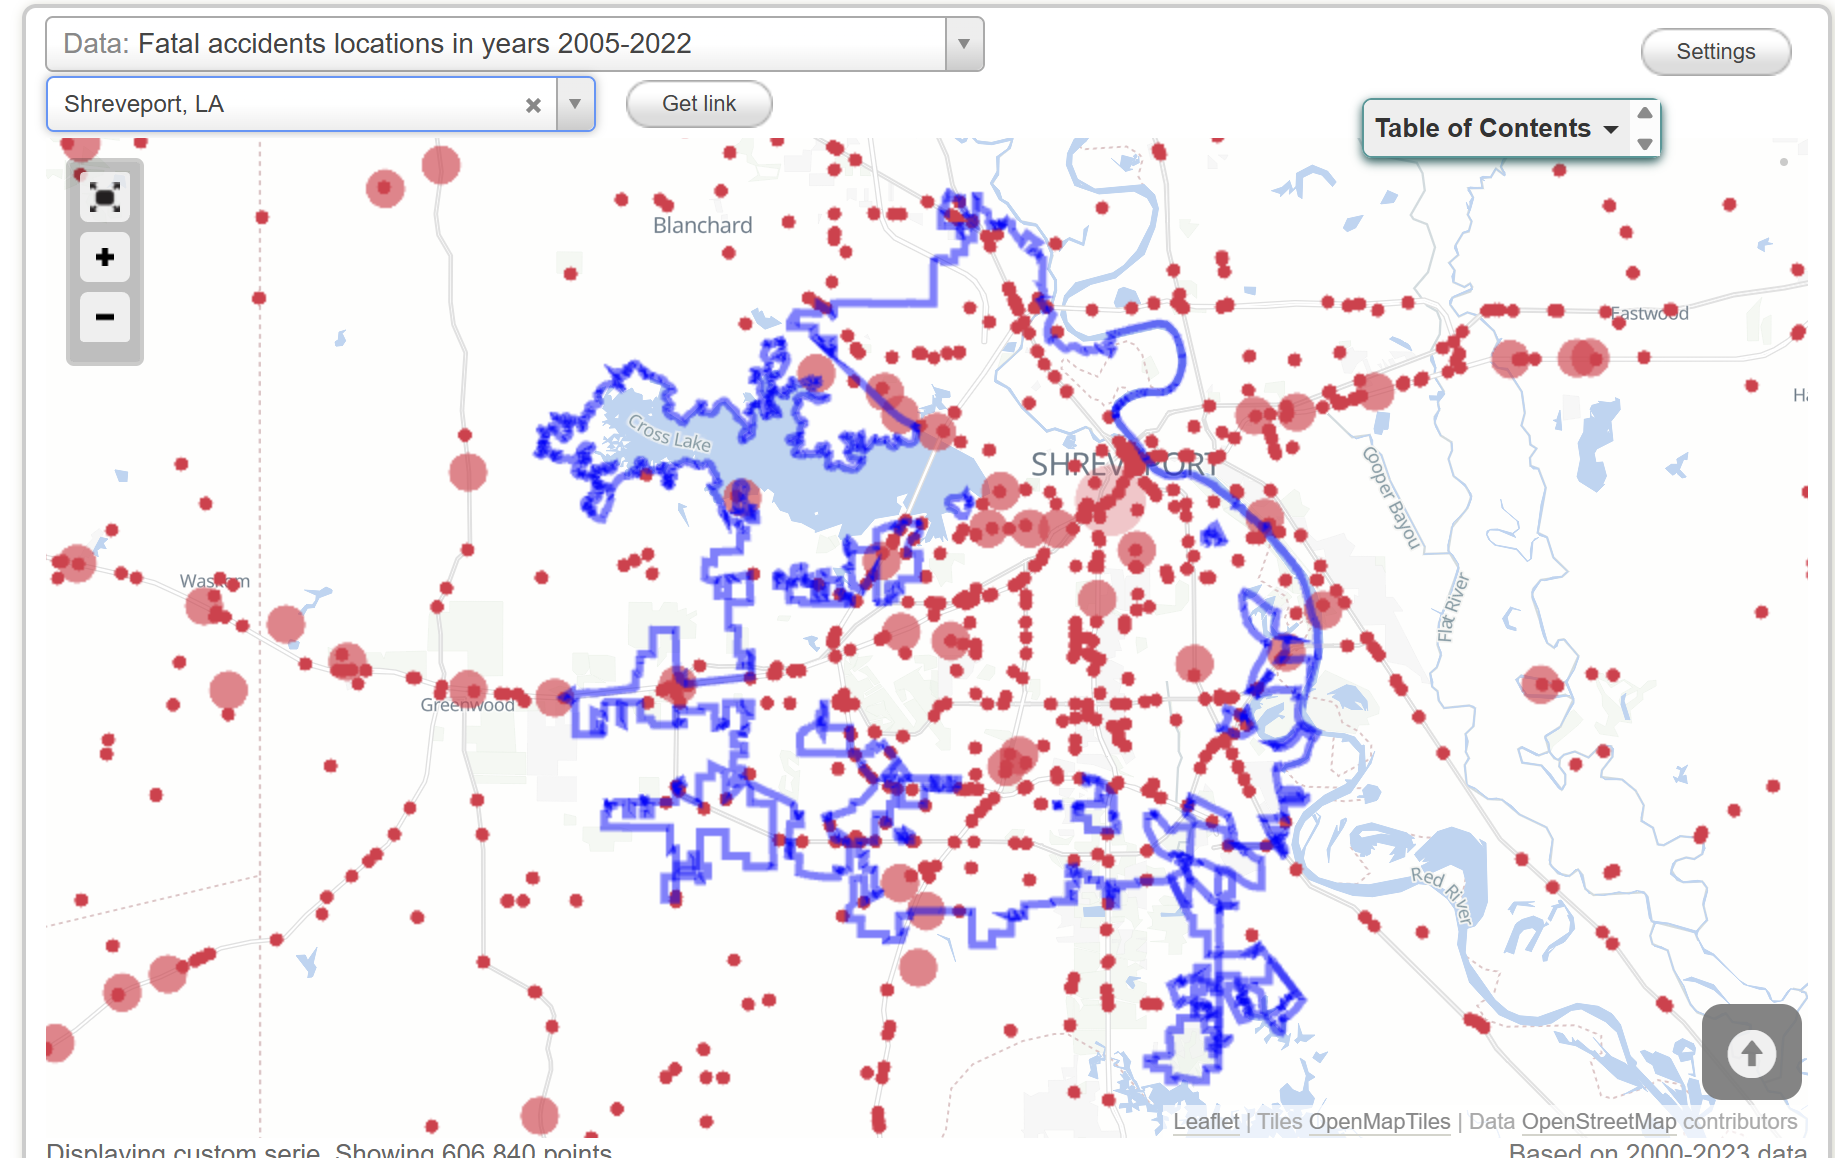 Data: Fatal accidents locations in years 2005-2022
Settings
Shreveport, LA
Get link
Table of Contents
Blanchard
Eastwood
Ha
Cross Lake
SHREVEPORT
Cooper Bayou
Waskom
Flat River
Greenwood
Red River
Leaflet | Tiles OpenMapTiles | Data OpenStreetMap contributors
Displaying custom serie. Showing 606,840 points
Based on 2000-2023 data